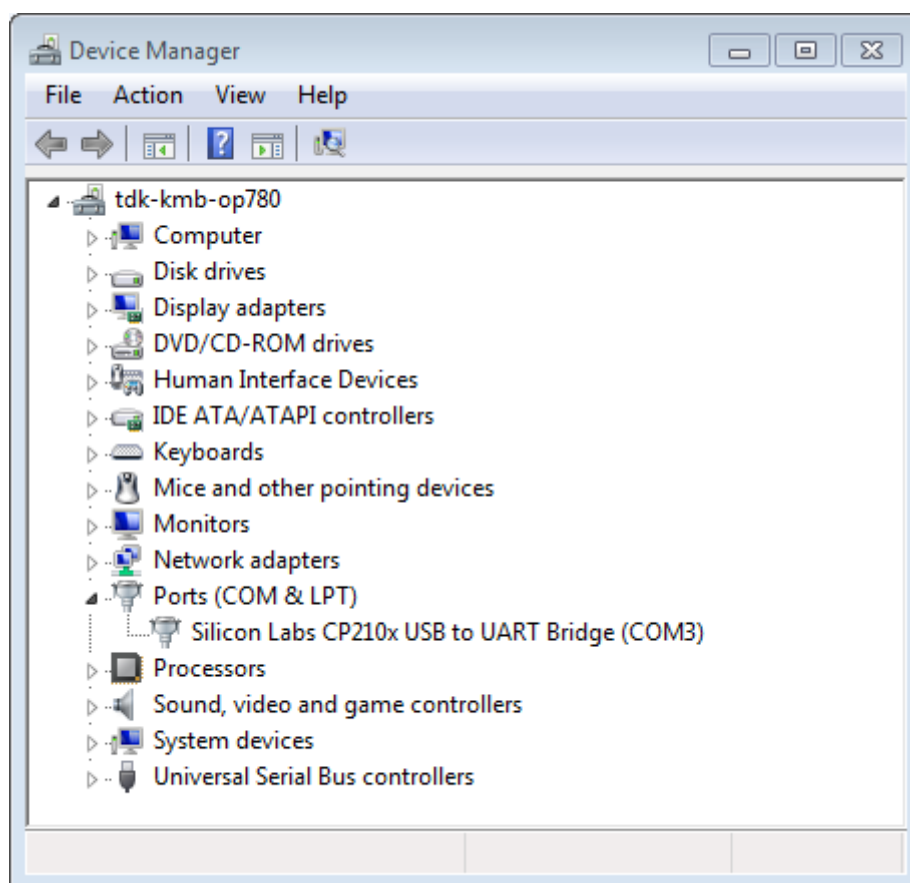 Device Manager
File Action View Help
?
tdk-kmb-op780
Computer
Disk drives
Display adapters
DVD/CD-ROM drives
Human Interface Devices
IDE ATA/ATAPI controllers
Keyboards
Mice and other pointing devices
Monitors
Network adapters
Ports (COM & LPT)
Silicon Labs CP210x USB to UART Bridge (COM3)
Processors
Sound, video and game controllers
System devices
Universal Serial Bus controllers